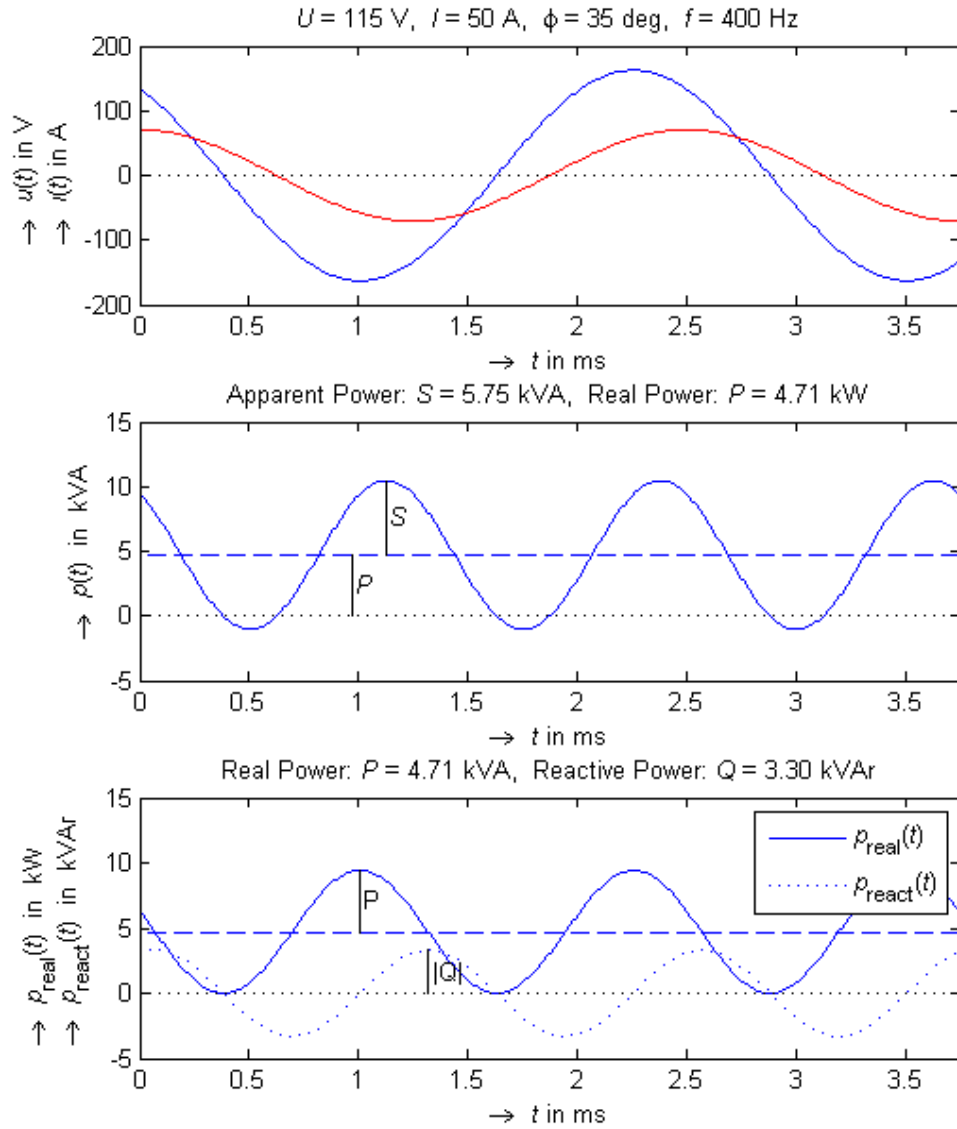 U = 115 V, I = 50 A, ϕ = 35 deg, f = 400 Hz
→ u(t) in V
→ i(t) in A
200
100
0
-100
-200
0 0.5 1 1.5 2 2.5 3 3.5
→ t in ms
Apparent Power: S = 5.75 kVA, Real Power: P = 4.71 kW
→ p(t) in kVA
15
10
5
0
-5
S
P
0 0.5 1 1.5 2 2.5 3 3.5
→ t in ms
Real Power: P = 4.71 kVA, Reactive Power: Q = 3.30 kVAr
→ p_real(t) in kW
→ p_react(t) in kVAr
15
10
5
0
-5
P
|Q|
p_real(t)
p_react(t)
0 0.5 1 1.5 2 2.5 3 3.5
→ t in ms